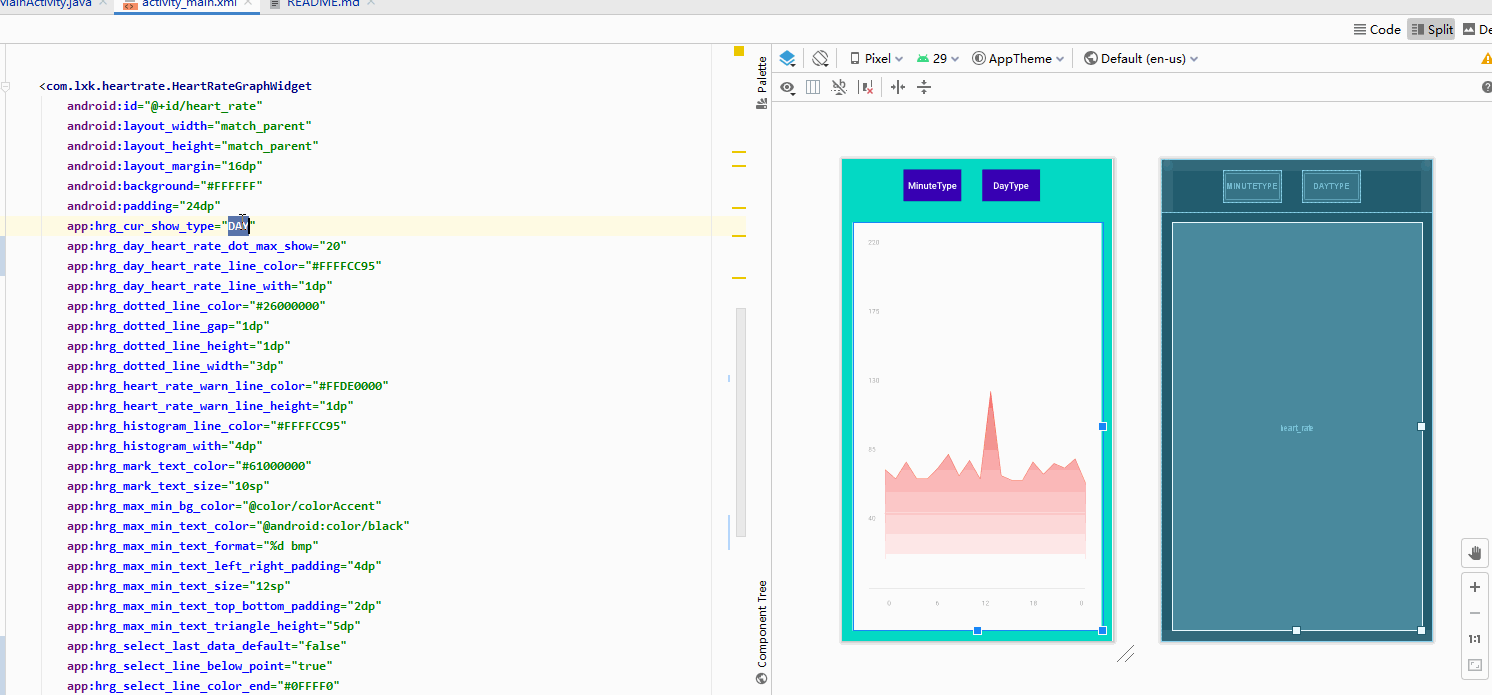 MainActivity.java activity_main.xml README.md
Code Split De
<com.lxk.heartrate.HeartRateGraphWidget
android:id="@+id/heart_rate"
android:layout_width="match_parent"
android:layout_height="match_parent"
android:layout_margin="16dp"
android:background="#FFFFFF"
android:padding="24dp"
app:hrg_cur_show_type="DAY"
app:hrg_day_heart_rate_dot_max_show="20"
app:hrg_day_heart_rate_line_color="#FFFFCC95"
app:hrg_day_heart_rate_line_with="1dp"
app:hrg_dotted_line_color="#26000000"
app:hrg_dotted_line_gap="1dp"
app:hrg_dotted_line_height="1dp"
app:hrg_dotted_line_width="3dp"
app:hrg_heart_rate_warn_line_color="#FFDE0000"
app:hrg_heart_rate_warn_line_height="1dp"
app:hrg_histogram_line_color="#FFFFCC95"
app:hrg_histogram_with="4dp"
app:hrg_mark_text_color="#61000000"
app:hrg_mark_text_size="10sp"
app:hrg_max_min_bg_color="@color/colorAccent"
app:hrg_max_min_text_color="@android:color/black"
app:hrg_max_min_text_format="%d bmp"
app:hrg_max_min_text_left_right_padding="4dp"
app:hrg_max_min_text_size="12sp"
app:hrg_max_min_text_top_bottom_padding="2dp"
app:hrg_max_min_text_triangle_height="5dp"
app:hrg_select_last_data_default="false"
app:hrg_select_line_below_point="true"
app:hrg_select_line_color_end="#0FFFF0"
Palette
Component Tree
Pixel 29 AppTheme Default (en-us)
MinuteType DayType
220
175
130
85
40
0 6 12 18 0
MINUTETYPE DAYTYPE
heart_rate
1:1